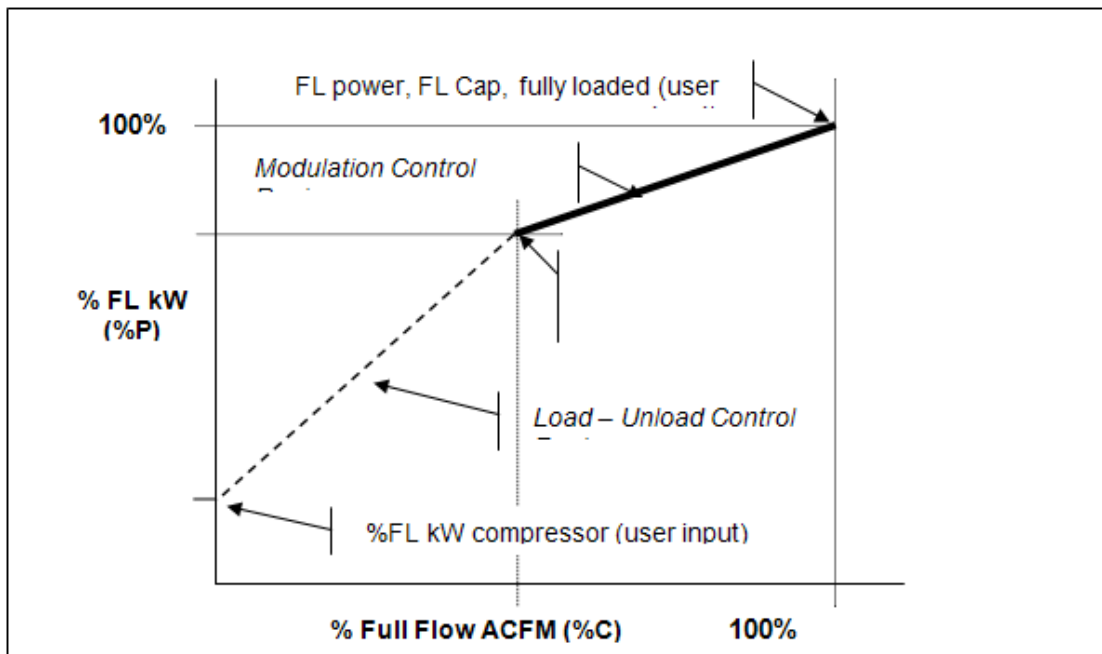 FL power, FL Cap, fully loaded (user
100%
Modulation Control
% FL kW
(%P)
Load – Unload Control
%FL kW compressor (user input)
% Full Flow ACFM (%C)
100%